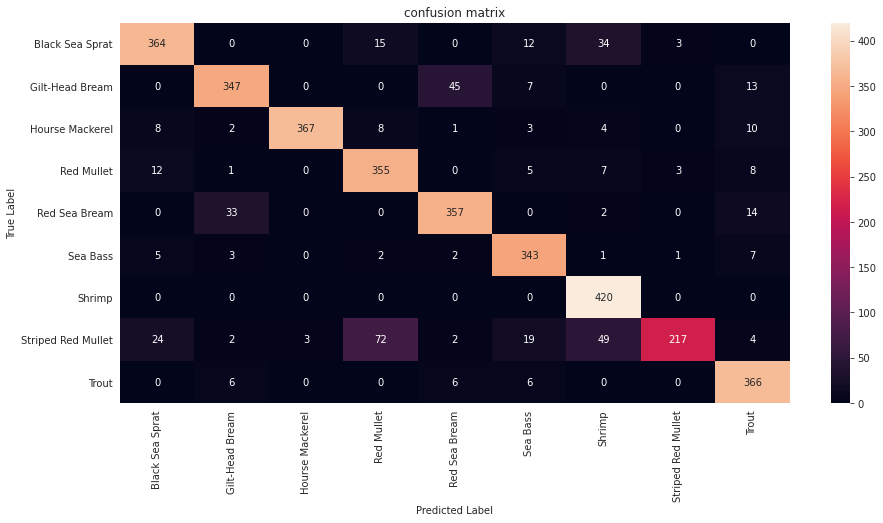 confusion matrix
Black Sea Sprat 364 0 0 15 0 12 34 3 0
Gilt-Head Bream 0 347 0 0 45 7 0 0 13
Hourse Mackerel 8 2 367 8 1 3 4 0 10
Red Mullet 12 1 0 355 0 5 7 3 8
Red Sea Bream 0 33 0 0 357 0 2 0 14
Sea Bass 5 3 0 2 2 343 1 1 7
Shrimp 0 0 0 0 0 0 420 0 0
Striped Red Mullet 24 2 3 72 2 19 49 217 4
Trout 0 6 0 0 6 6 0 0 366
True Label
Black Sea Sprat
Gilt-Head Bream
Hourse Mackerel
Red Mullet
Red Sea Bream
Sea Bass
Shrimp
Striped Red Mullet
Trout
Predicted Label
400
350
300
250
200
150
100
50
0